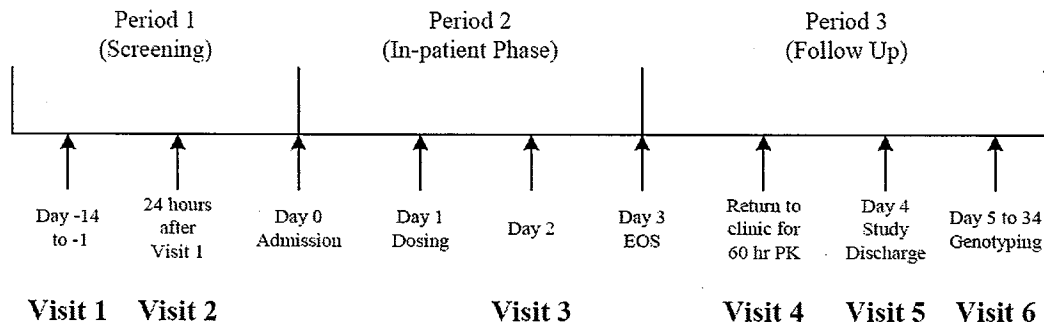 Period 1
(Screening)
Period 2
(In-patient Phase)
Period 3
(Follow Up)
Day -14
to -1
24 hours
after
Visit 1
Day 0
Admission
Day 1
Dosing
Day 2
Day 3
EOS
Return to
clinic for
60 hr PK
Day 4
Study
Discharge
Day 5 to 34
Genotyping
Visit 1
Visit 2
Visit 3
Visit 4
Visit 5
Visit 6